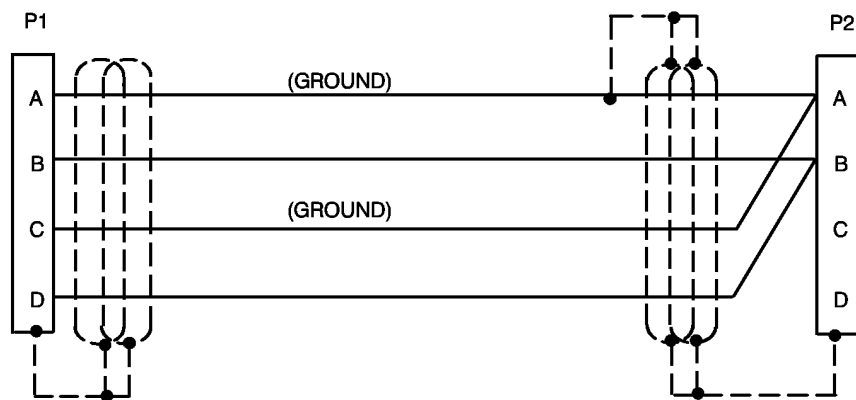 P1 P2
A (GROUND) A
B B
C (GROUND) C
D D